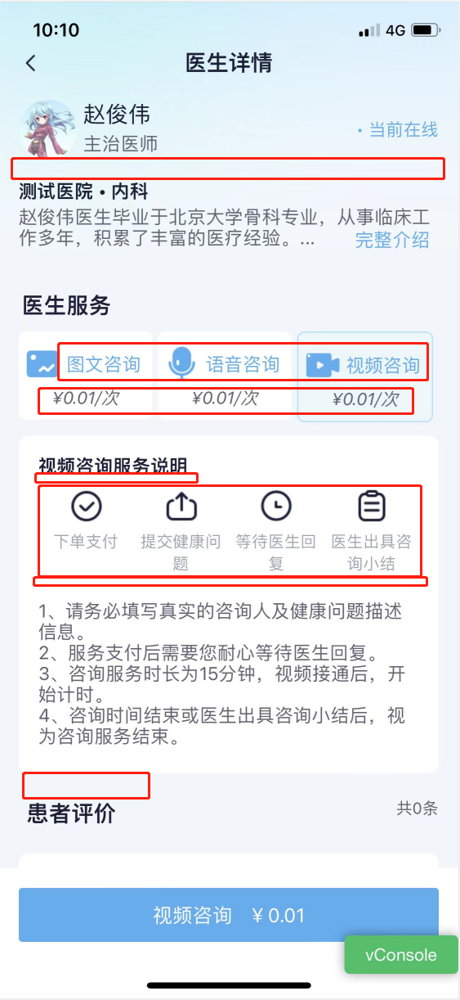 10:10
4G
医生详情
赵俊伟
主治医师
·当前在线
测试医院·内科
赵俊伟医生毕业于北京大学骨科专业，从事临床工
作多年，积累了丰富的医疗经验。... 完整介绍
医生服务
图文咨询 语音咨询 视频咨询
¥0.01/次 ¥0.01/次 ¥0.01/次
视频咨询服务说明
下单支付 提交健康问 等待医生回 医生出具咨
题 复 询小结
1、请务必填写真实的咨询人及健康问题描述
信息。
2、服务支付后需要您耐心等待医生回复。
3、咨询服务时长为15分钟，视频接通后，开
始计时。
4、咨询时间结束或医生出具咨询小结后，视
为咨询服务结束。
患者评价
共0条
视频咨询 ¥ 0.01
vConsole